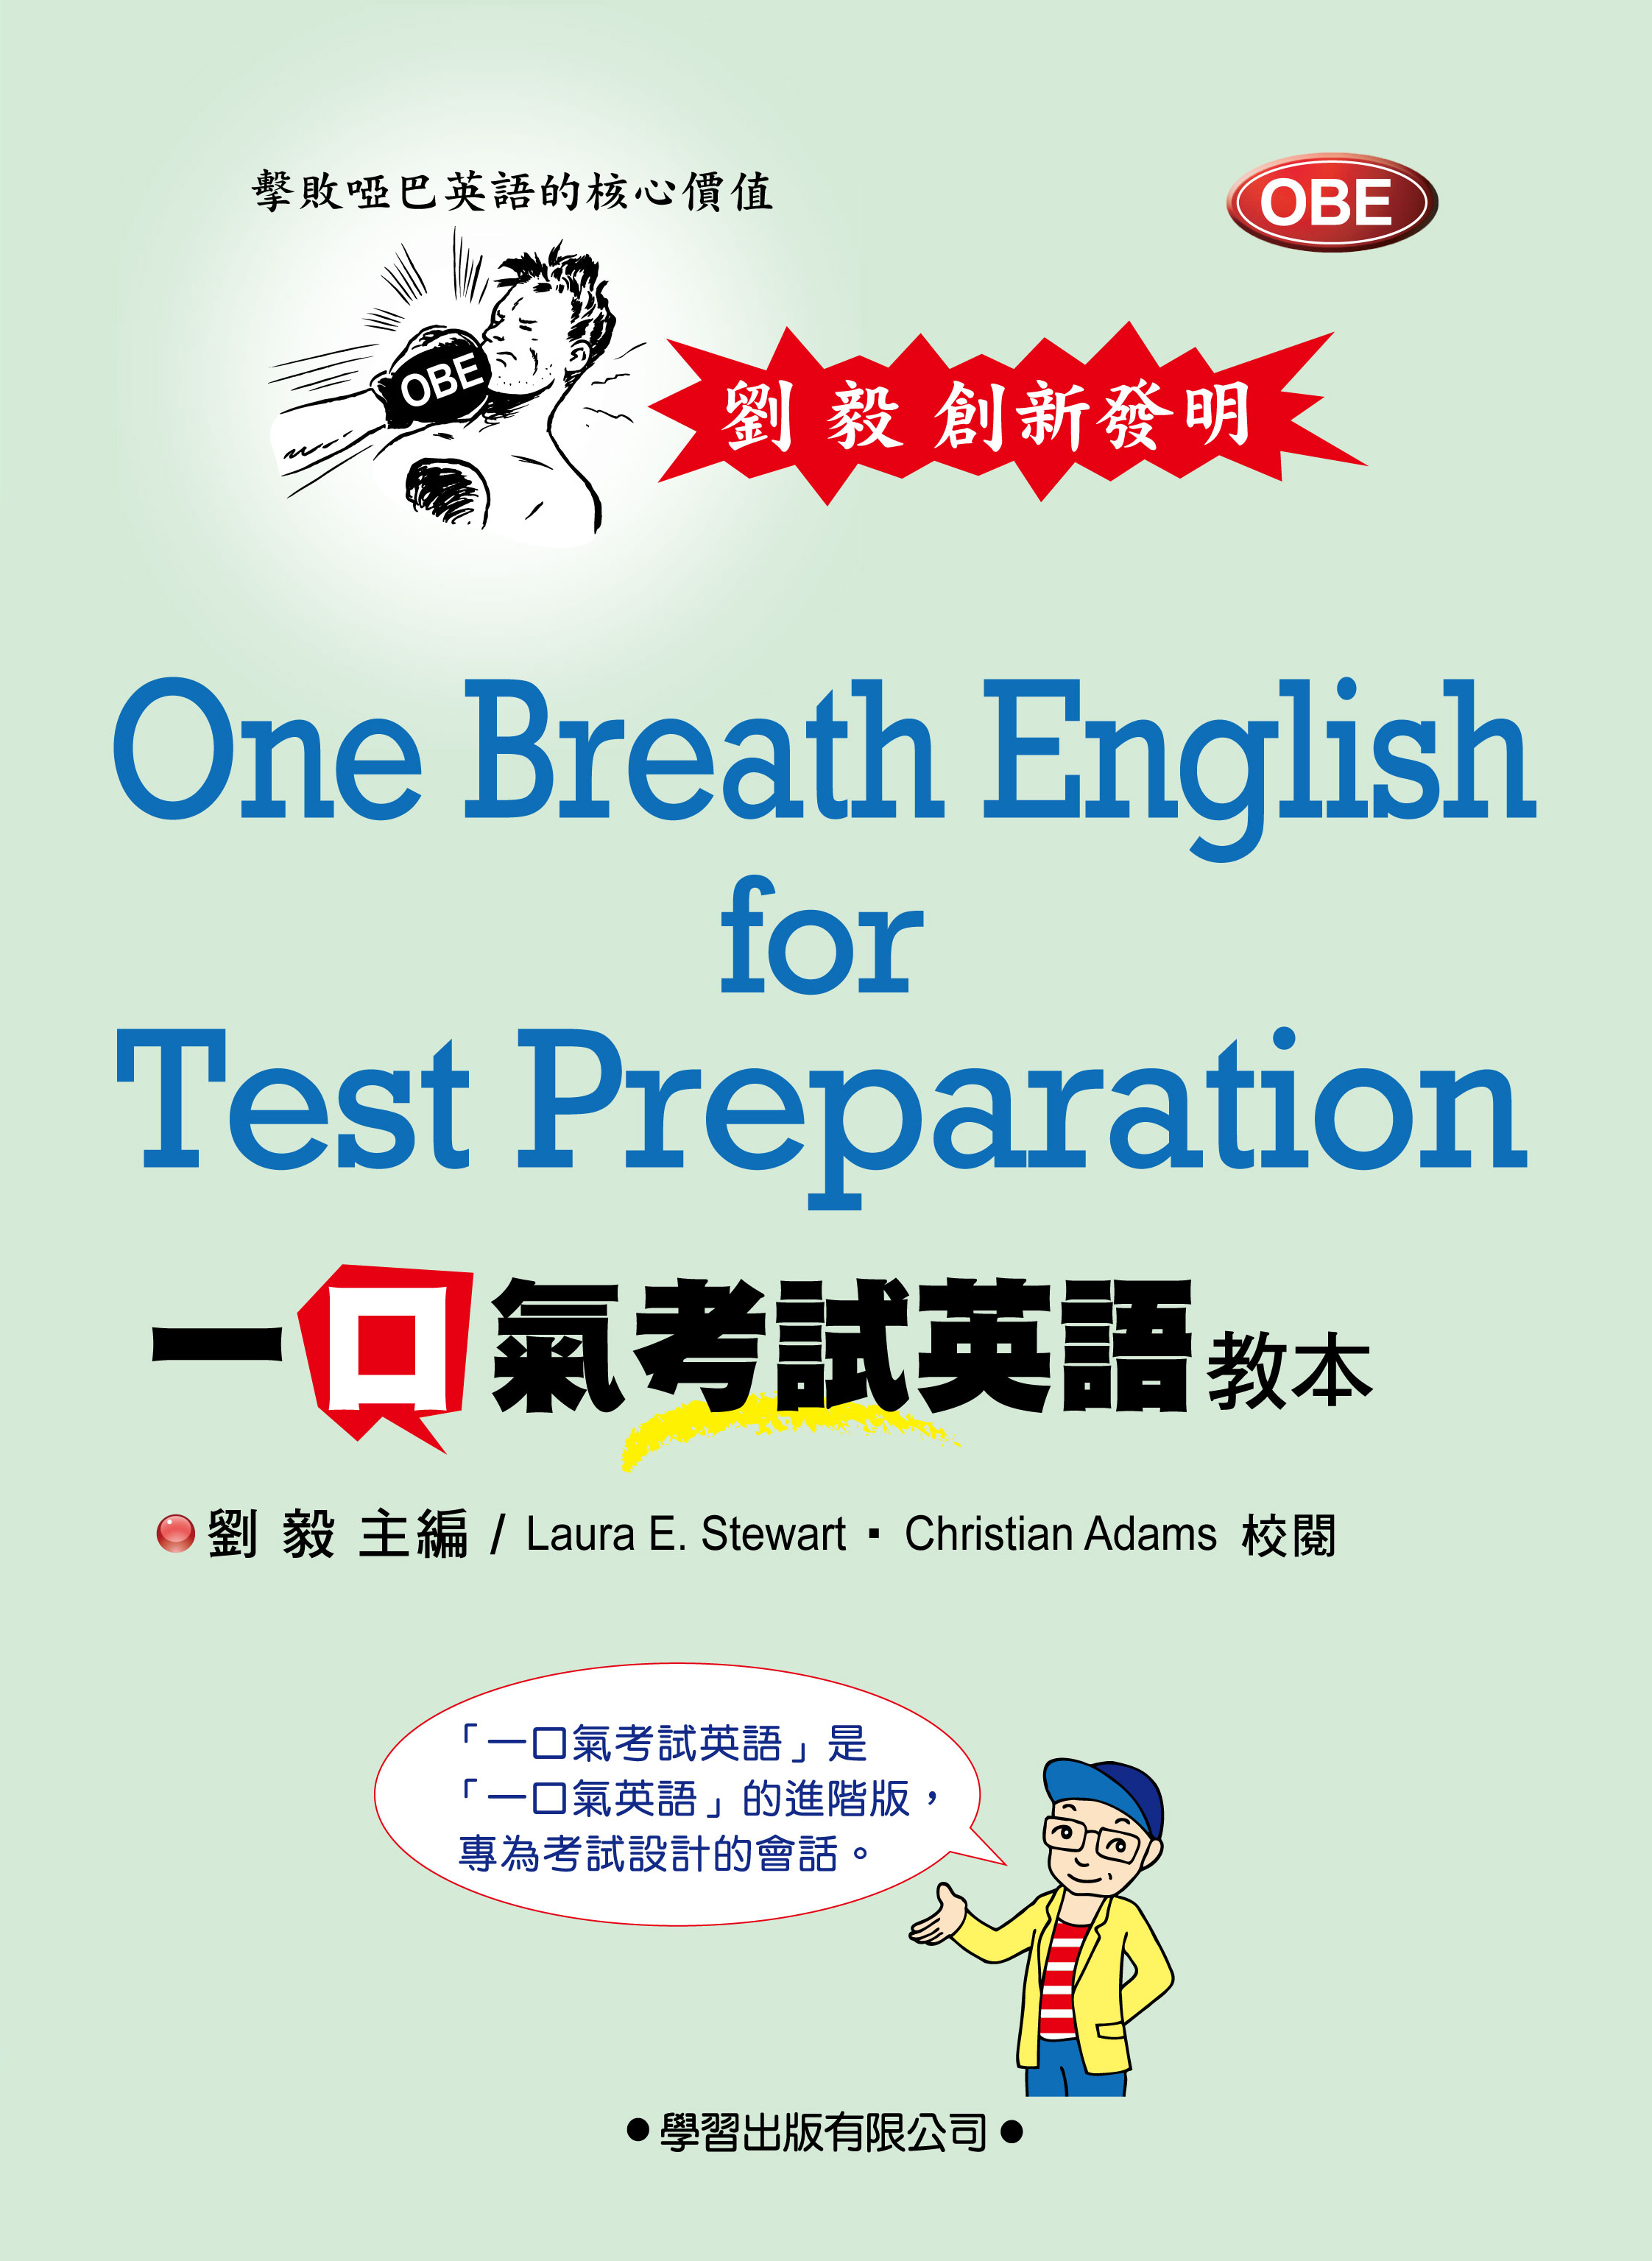 擊敗啞巴英語的核心價值
OBE
OBE
劉 毅 創新發明
One Breath English
for
Test Preparation
一口氣考試英語 教本
劉 毅 主編 / Laura E. Stewart ▪ Christian Adams 校閱
「一口氣考試英語」是
「一口氣英語」的進階版，
專為考試設計的會話。
● 學習出版有限公司 ●